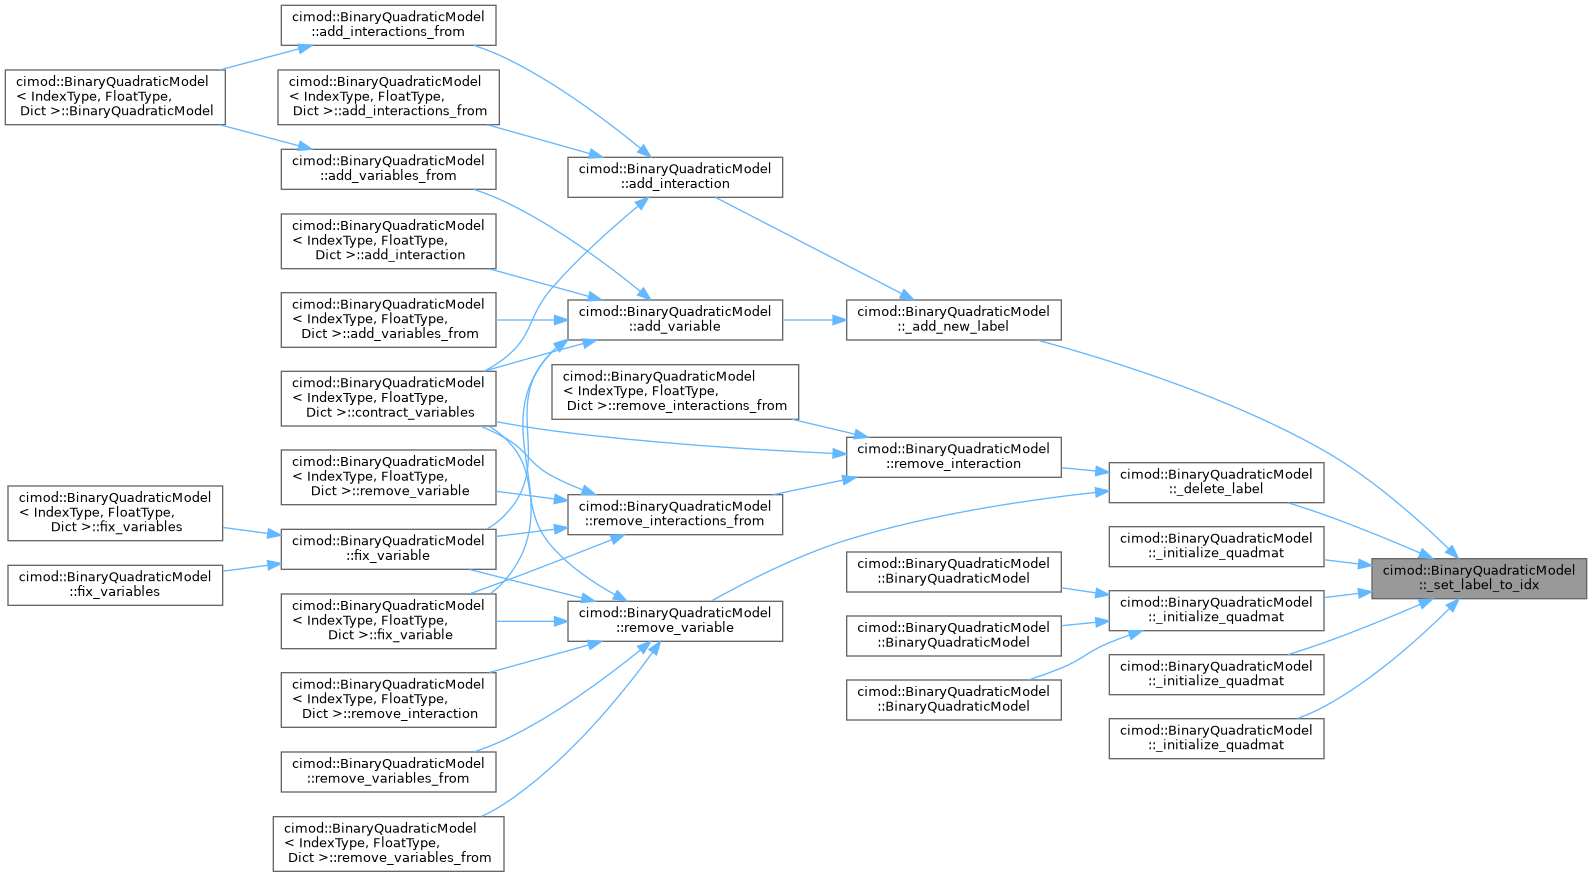 cimod::BinaryQuadraticModel
::add_interactions_from
cimod::BinaryQuadraticModel
< IndexType, FloatType,
Dict >::BinaryQuadraticModel
cimod::BinaryQuadraticModel
< IndexType, FloatType,
Dict >::add_interactions_from
cimod::BinaryQuadraticModel
::add_variables_from
cimod::BinaryQuadraticModel
::add_interaction
cimod::BinaryQuadraticModel
< IndexType, FloatType,
Dict >::add_interaction
cimod::BinaryQuadraticModel
< IndexType, FloatType,
Dict >::add_variables_from
cimod::BinaryQuadraticModel
::add_variable
cimod::BinaryQuadraticModel
::_add_new_label
cimod::BinaryQuadraticModel
< IndexType, FloatType,
Dict >::contract_variables
cimod::BinaryQuadraticModel
< IndexType, FloatType,
Dict >::remove_interactions_from
cimod::BinaryQuadraticModel
::remove_interaction
cimod::BinaryQuadraticModel
< IndexType, FloatType,
Dict >::remove_variable
cimod::BinaryQuadraticModel
::_delete_label
cimod::BinaryQuadraticModel
< IndexType, FloatType,
Dict >::fix_variables
cimod::BinaryQuadraticModel
::remove_interactions_from
cimod::BinaryQuadraticModel
::fix_variable
cimod::BinaryQuadraticModel
::_initialize_quadmat
cimod::BinaryQuadraticModel
::fix_variables
cimod::BinaryQuadraticModel
::BinaryQuadraticModel
cimod::BinaryQuadraticModel
::_set_label_to_idx
cimod::BinaryQuadraticModel
< IndexType, FloatType,
Dict >::fix_variable
cimod::BinaryQuadraticModel
::remove_variable
cimod::BinaryQuadraticModel
::_initialize_quadmat
cimod::BinaryQuadraticModel
::BinaryQuadraticModel
cimod::BinaryQuadraticModel
::_initialize_quadmat
cimod::BinaryQuadraticModel
< IndexType, FloatType,
Dict >::remove_interaction
cimod::BinaryQuadraticModel
::BinaryQuadraticModel
cimod::BinaryQuadraticModel
::_initialize_quadmat
cimod::BinaryQuadraticModel
::remove_variables_from
cimod::BinaryQuadraticModel
< IndexType, FloatType,
Dict >::remove_variables_from